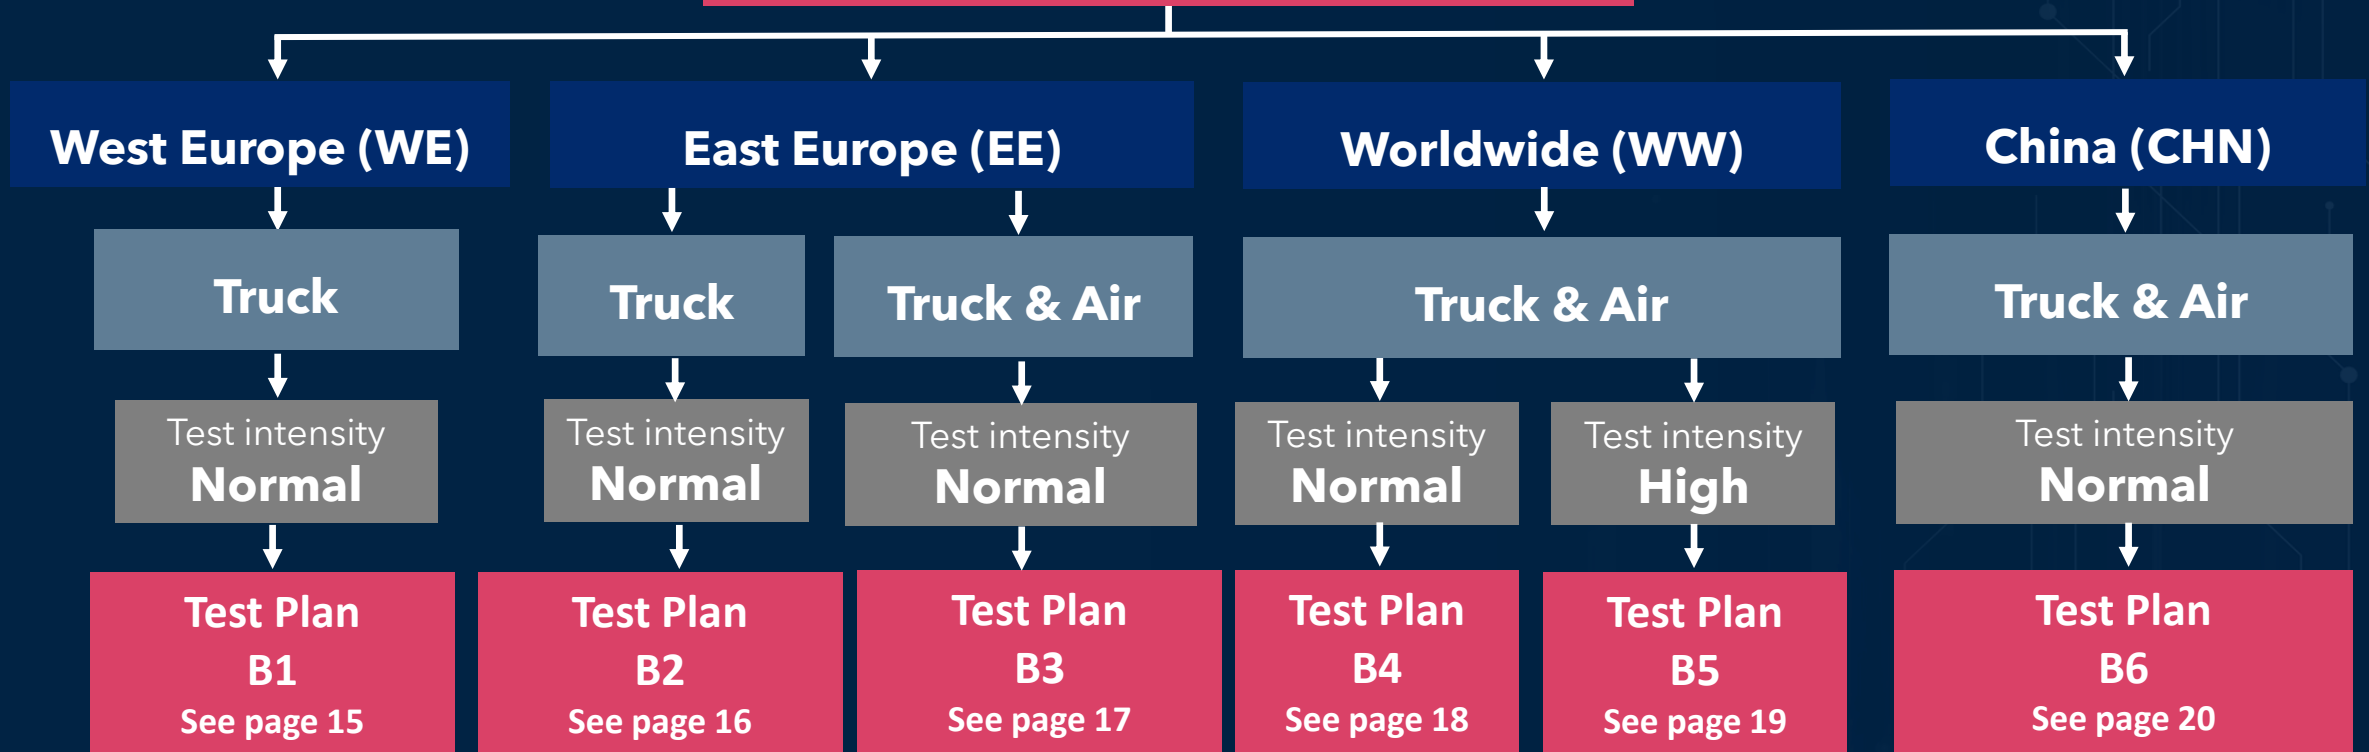 West Europe (WE)
East Europe (EE)
Worldwide (WW)
China (CHN)
Truck
Truck
Truck & Air
Truck & Air
Truck & Air
Test intensity
Normal
Test intensity
Normal
Test intensity
Normal
Test intensity
Normal
Test intensity
High
Test intensity
Normal
Test Plan
B1
See page 15
Test Plan
B2
See page 16
Test Plan
B3
See page 17
Test Plan
B4
See page 18
Test Plan
B5
See page 19
Test Plan
B6
See page 20